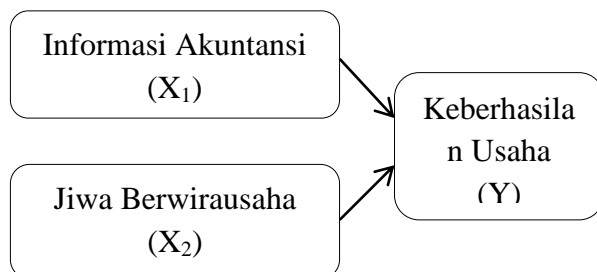 Informasi Akuntansi
(X₁)
Keberhasila
n Usaha
(Y)
Jiwa Berwirausaha
(X₂)